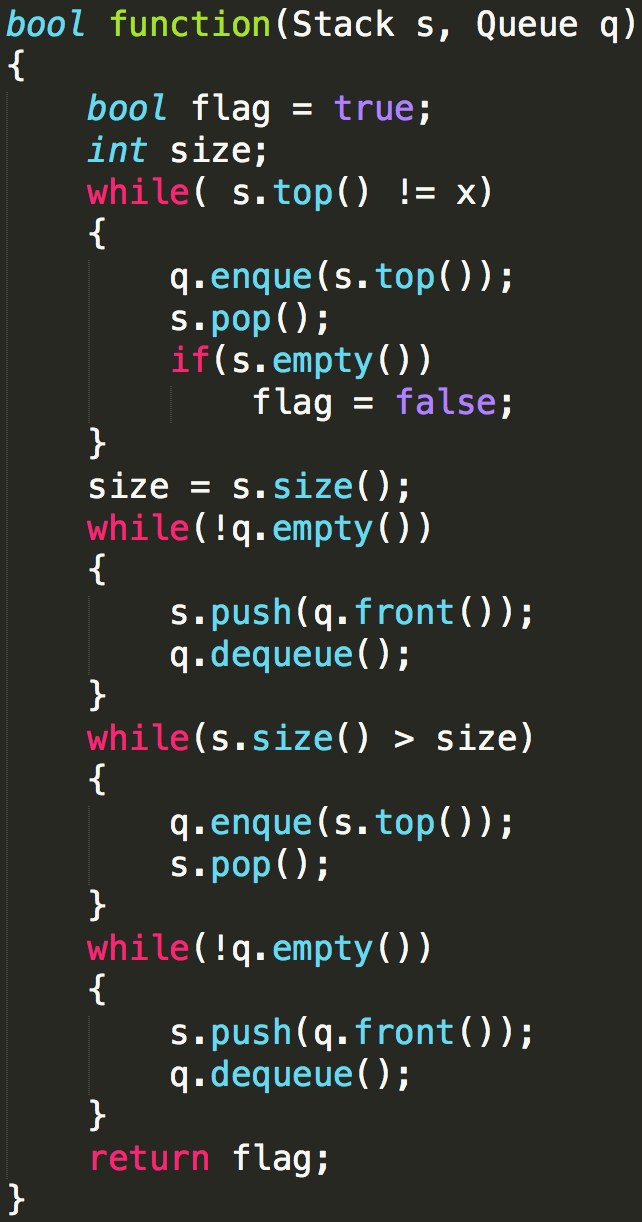 bool function(Stack s, Queue q)
{
    bool flag = true;
    int size;
    while( s.top() != x)
    {
        q.enque(s.top());
        s.pop();
        if(s.empty())
            flag = false;
    }
    size = s.size();
    while(!q.empty())
    {
        s.push(q.front());
        q.dequeue();
    }
    while(s.size() > size)
    {
        q.enque(s.top());
        s.pop();
    }
    while(!q.empty())
    {
        s.push(q.front());
        q.dequeue();
    }
    return flag;
}